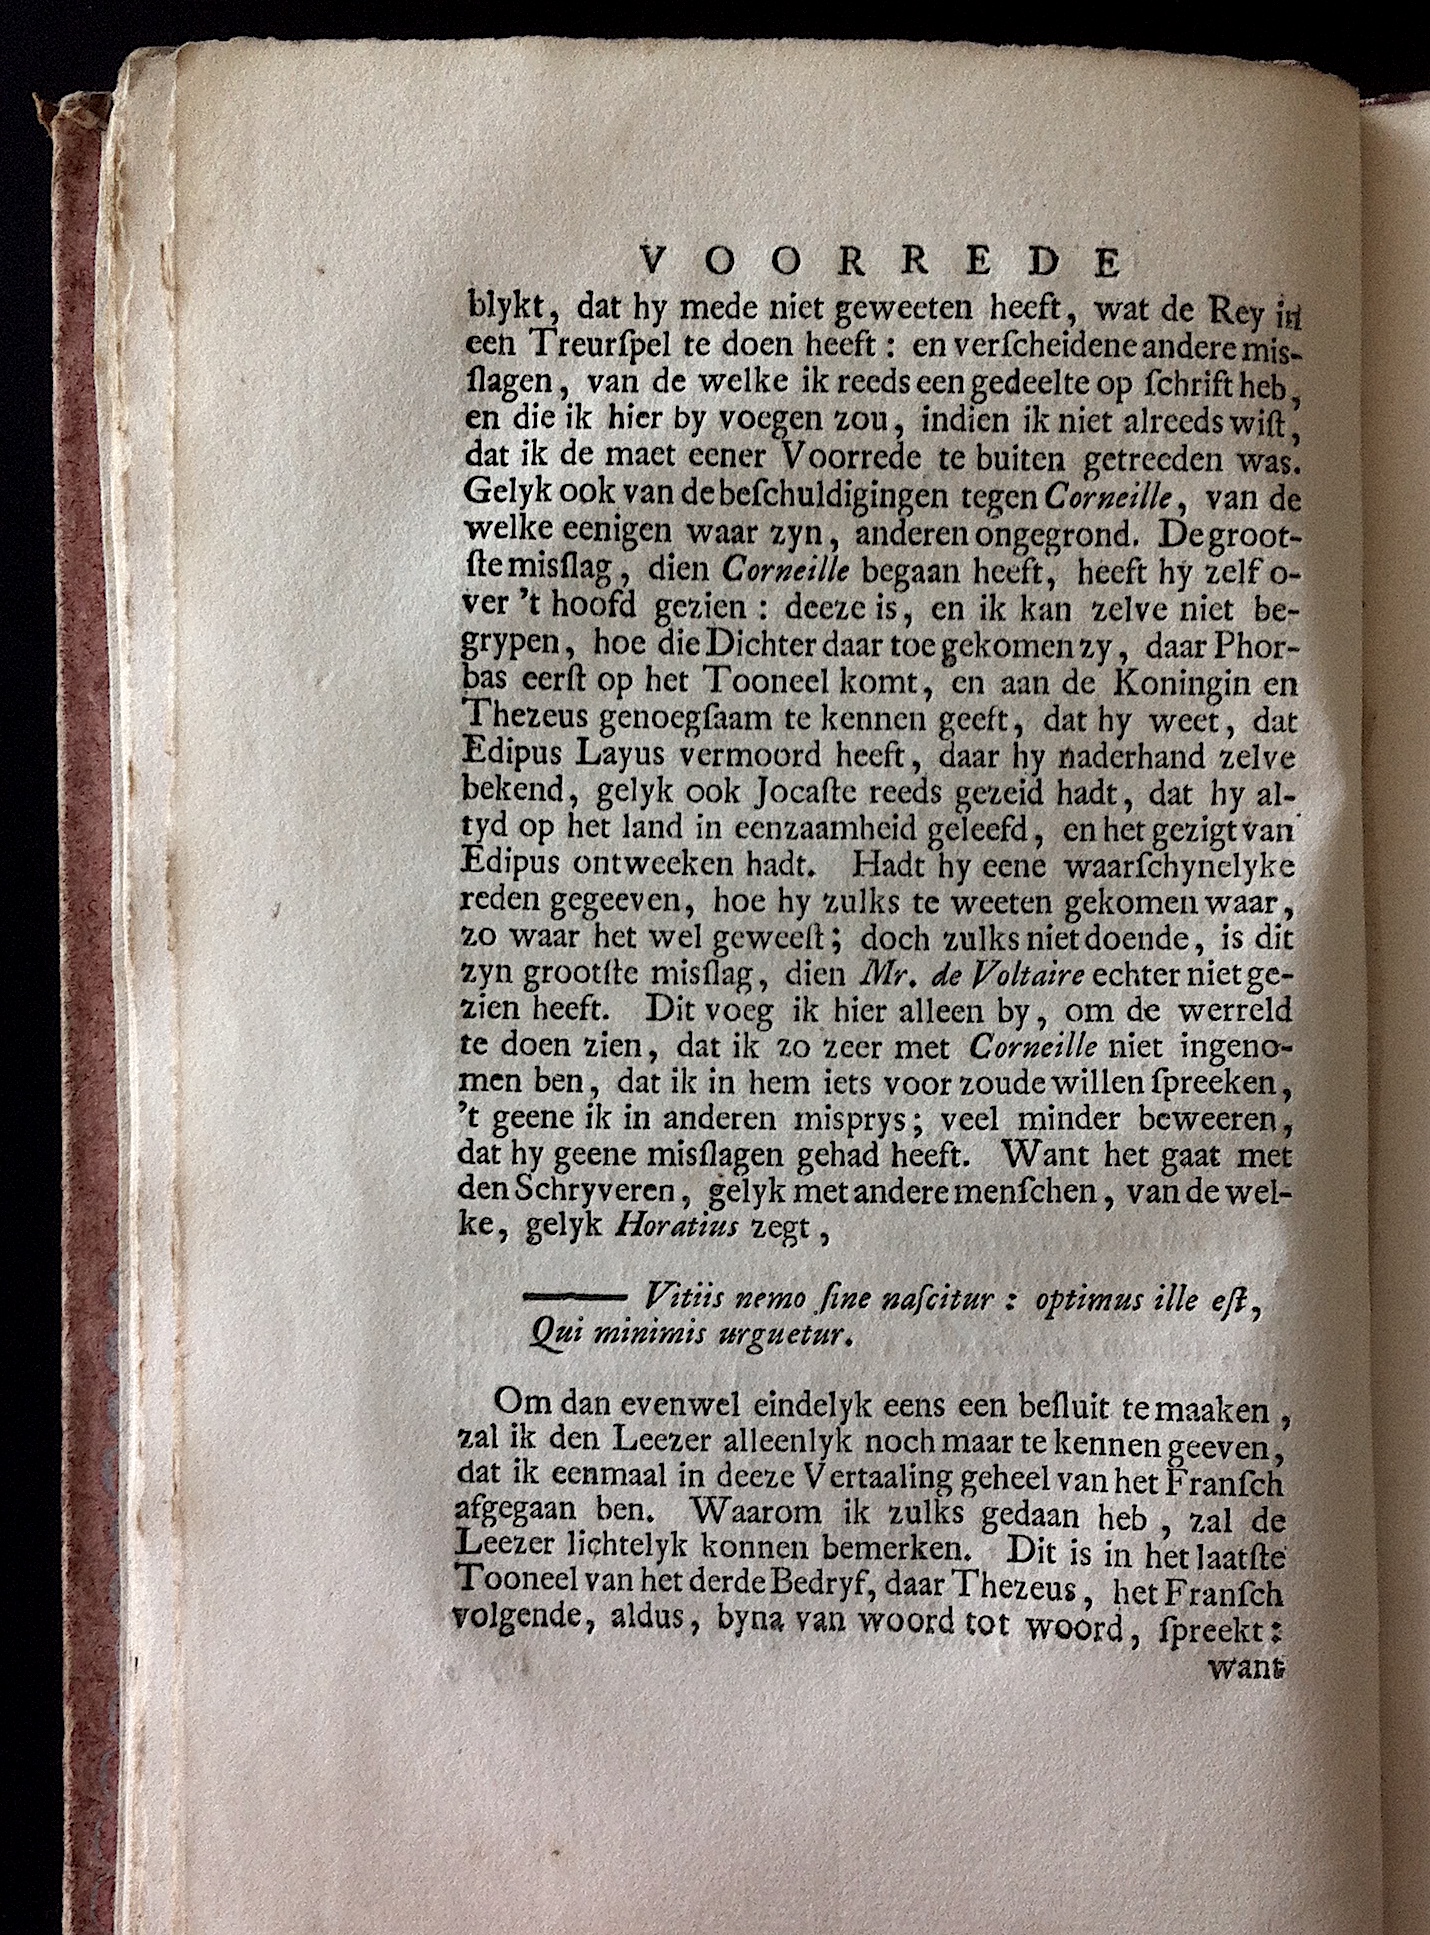 VOORREDE
blykt, dat hy mede niet geweeten heeft, wat de Rey in
een Treurſpel te doen heeft: en verſcheidene andere mis-
ſlagen, van de welke ik reeds een gedeelte op ſchrift heb,
en die ik hier by voegen zou, indien ik niet alreeds wiſt,
dat ik de maet eener Voorrede te buiten getreeden was.
Gelyk ook van de beſchuldigingen tegen Corneille, van de
welke eenigen waar zyn, anderen ongegrond. De groot-
ſte misſlag, dien Corneille begaan heeft, heeft hy zelf o-
ver 't hoofd gezien: deeze is, en ik kan zelve niet be-
grypen, hoe die Dichter daar toe gekomen zy, daar Phor-
bas eerſt op het Tooneel komt, en aan de Koningin en
Thezeus genoegſaam te kennen geeft, dat hy weet, dat
Edipus Layus vermoord heeft, daar hy naderhand zelve
bekend, gelyk ook Jocaſte reeds gezeid hadt, dat hy al-
tyd op het land in eenzaamheid geleefd, en het gezigt van
Edipus ontweeken hadt. Hadt hy eene waarſchynelyke
reden gegeeven, hoe hy zulks te weeten gekomen waar,
zo waar het wel geweeſt; doch zulks niet doende, is dit
zyn grootſte misſlag, dien Mr. de Voltaire echter niet ge-
zien heeft. Dit voeg ik hier alleen by, om de werreld
te doen zien, dat ik zo zeer met Corneille niet ingeno-
men ben, dat ik in hem iets voor zoude willen ſpreeken,
't geene ik in anderen misprys; veel minder beweeren,
dat hy geene misſlagen gehad heeft. Want het gaat met
den Schryveren, gelyk met andere menſchen, van de wel-
ke, gelyk Horatius zegt,
—— Vitiis nemo ſine naſcitur: optimus ille eſt,
Qui minimis urguetur.
Om dan evenwel eindelyk eens een beſluit te maaken,
zal ik den Leezer alleenlyk noch maar te kennen geeven,
dat ik eenmaal in deeze Vertaaling geheel van het Franſch
afgegaan ben. Waarom ik zulks gedaan heb, zal de
Leezer lichtelyk konnen bemerken. Dit is in het laatſte
Tooneel van het derde Bedryf, daar Thezeus, het Franſch
volgende, aldus, byna van woord tot woord, ſpreekt:
want